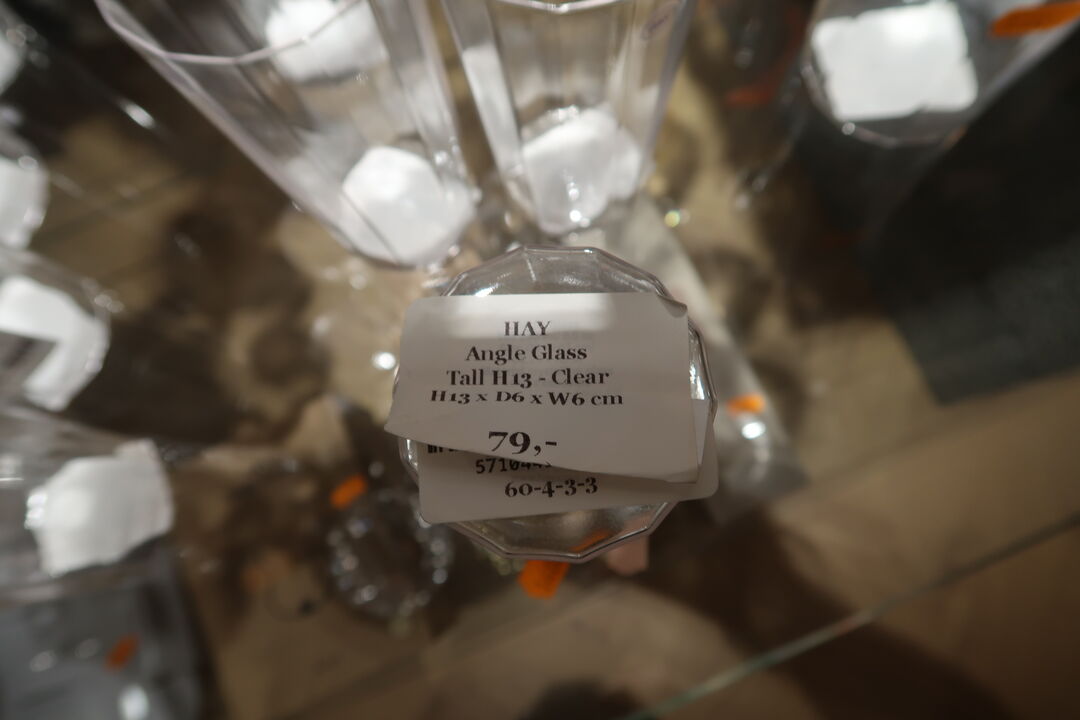 HAY
Angle Glass
Tall H13 - Clear
H13 x D6 x W6 cm
79,-
60-4-3-3